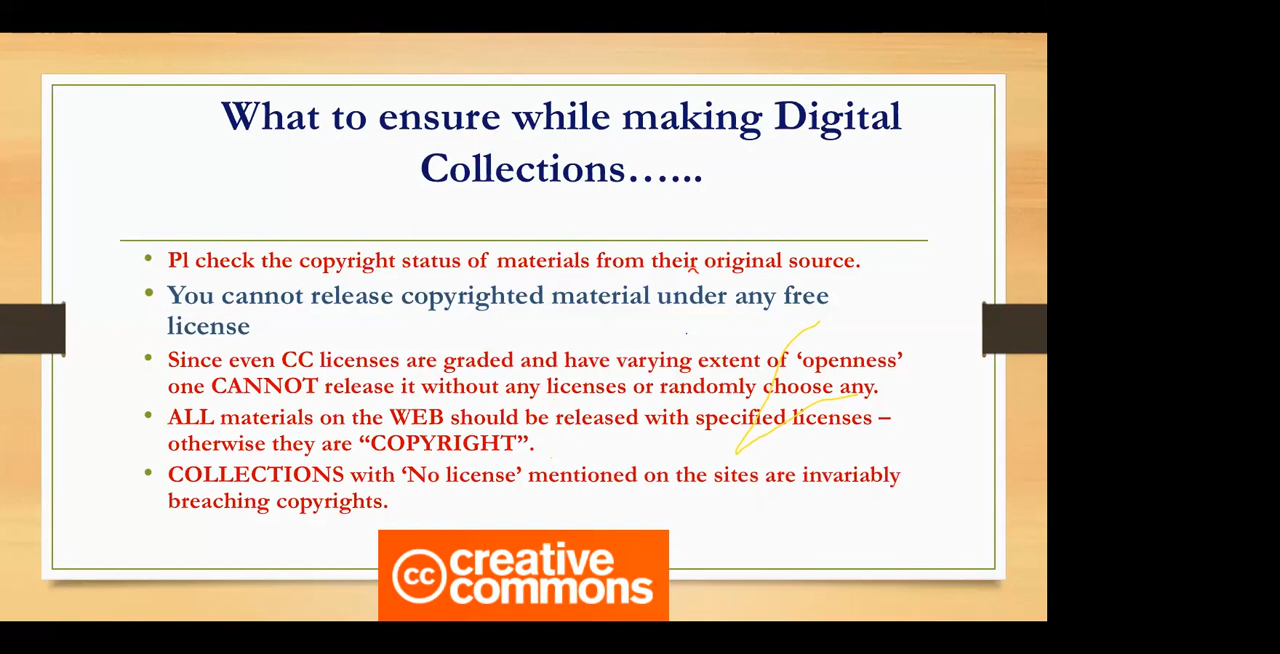 What to ensure while making Digital
Collections…...
• Pl check the copyright status of materials from their original source.
• You cannot release copyrighted material under any free
license
• Since even CC licenses are graded and have varying extent of ‘openness’
one CANNOT release it without any licenses or randomly choose any.
• ALL materials on the WEB should be released with specified licenses –
otherwise they are “COPYRIGHT”.
• COLLECTIONS with ‘No license’ mentioned on the sites are invariably
breaching copyrights.
cc creative
commons